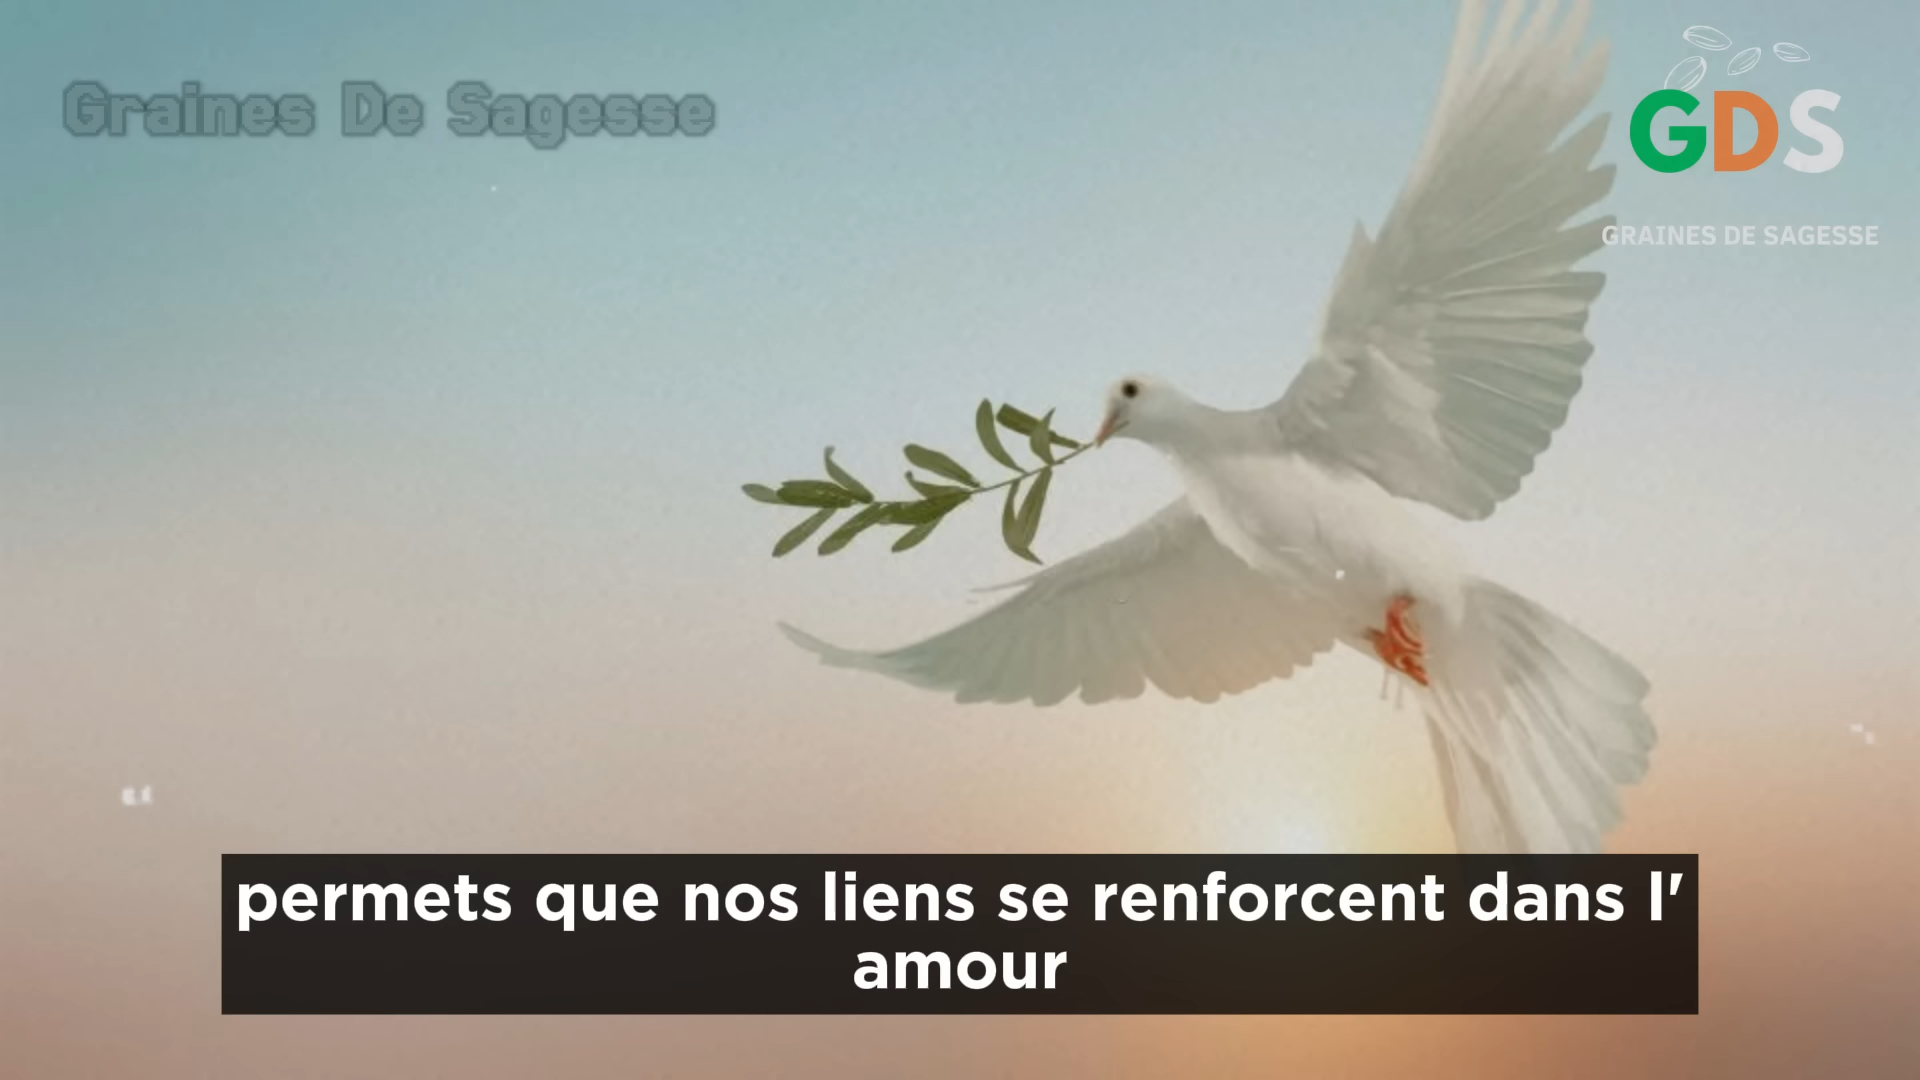 Graines De Sagesse
GDS
GRAINES DE SAGESSE
permets que nos liens se renforcent dans l'
amour